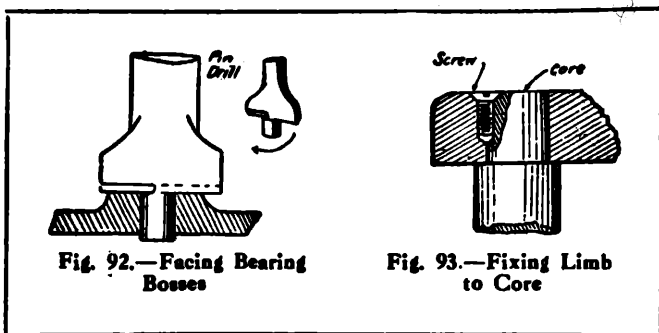 Pin
Drill
Screw
Core
Fig. 92.—Facing Bearing
Bosses
Fig. 93.—Fixing Limb
to Core